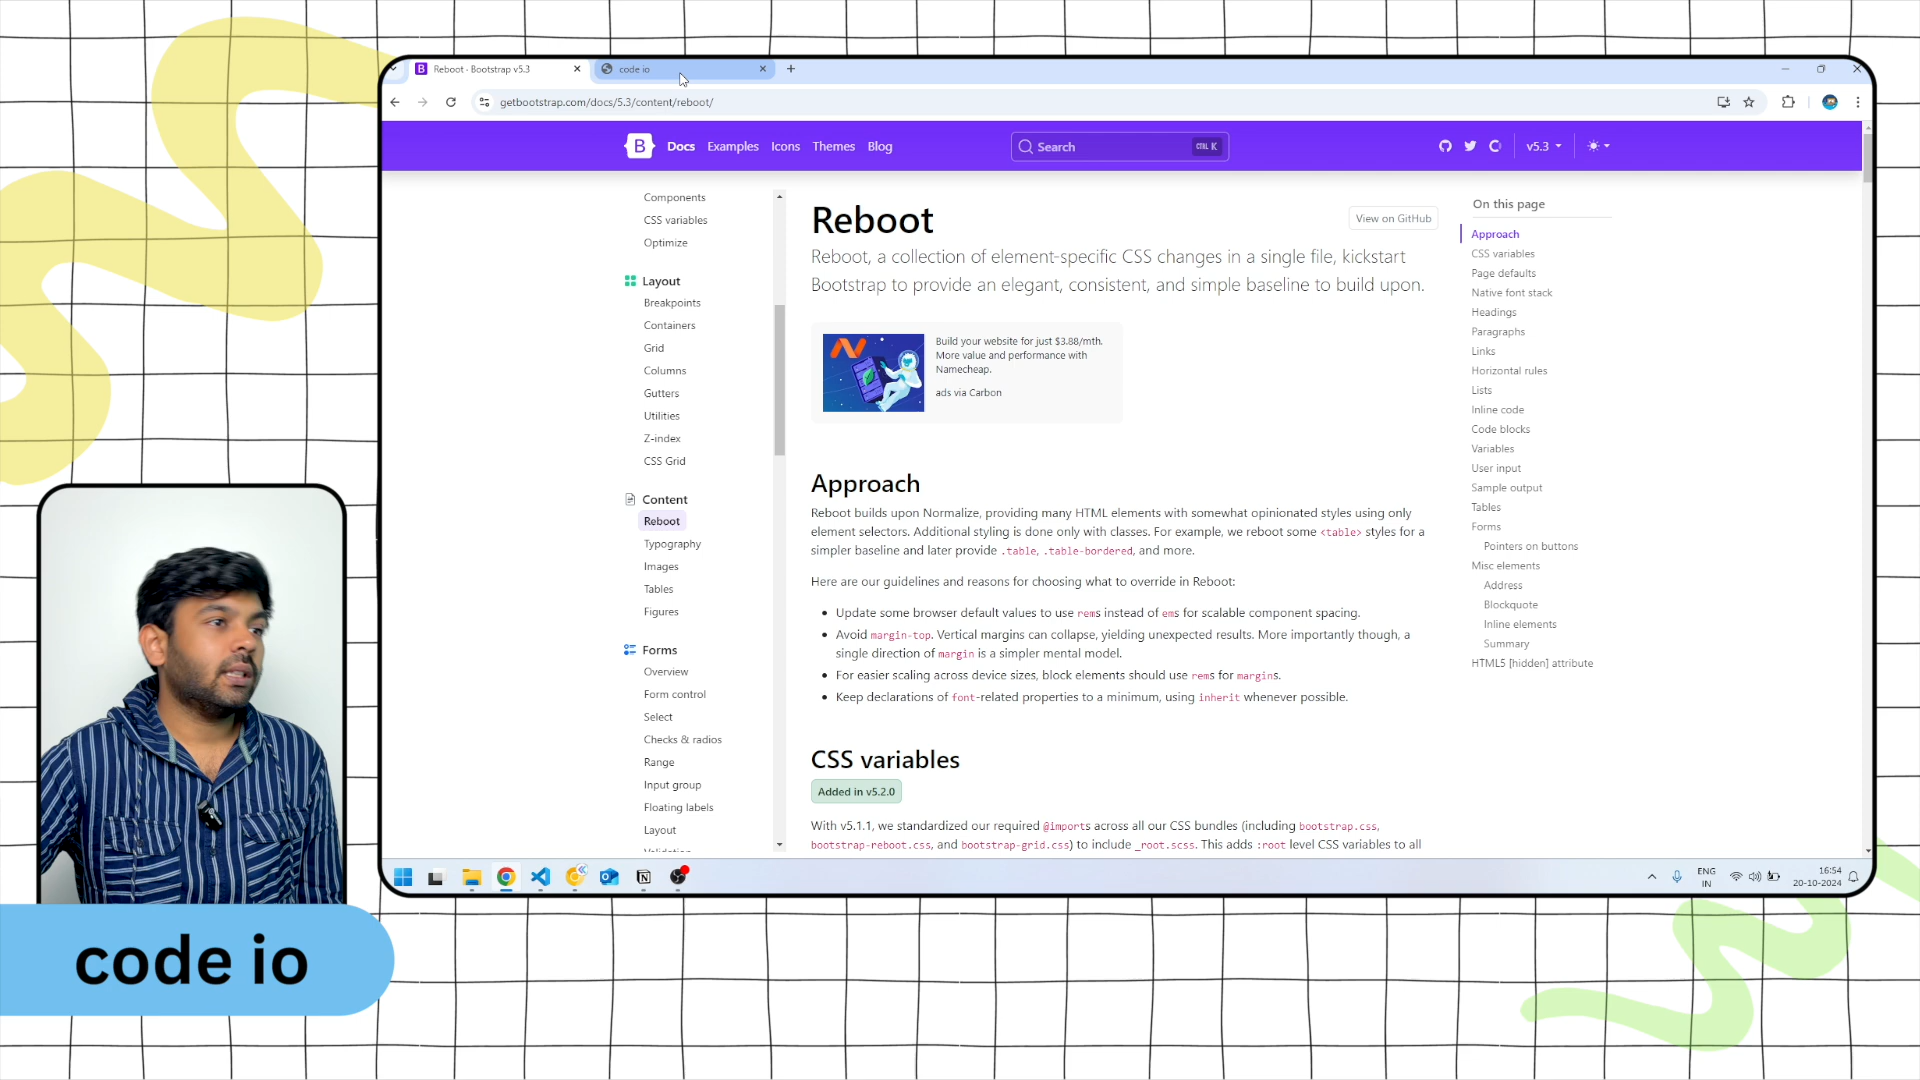 Reboot - Bootstrap v5.3
code io
getbootstrap.com/docs/5.3/content/reboot/
B Docs Examples Icons Themes Blog
Search CTRL K
v5.3
Components
CSS variables
Optimize
Layout
Breakpoints
Containers
Grid
Columns
Gutters
Utilities
Z-index
CSS Grid
Content
Reboot
Typography
Images
Tables
Figures
Forms
Overview
Form control
Select
Checks & radios
Range
Input group
Floating labels
Layout
Validation
Reboot
View on GitHub
Reboot, a collection of element-specific CSS changes in a single file, kickstart
Bootstrap to provide an elegant, consistent, and simple baseline to build upon.
Build your website for just $3.88/mth.
More value and performance with
Namecheap.
ads via Carbon
Approach
Reboot builds upon Normalize, providing many HTML elements with somewhat opinionated styles using only
element selectors. Additional styling is done only with classes. For example, we reboot some <table> styles for a
simpler baseline and later provide .table, .table-bordered, and more.
Here are our guidelines and reasons for choosing what to override in Reboot:
• Update some browser default values to use rems instead of ems for scalable component spacing.
• Avoid margin-top. Vertical margins can collapse, yielding unexpected results. More importantly though, a
single direction of margin is a simpler mental model.
• For easier scaling across device sizes, block elements should use rems for margins.
• Keep declarations of font-related properties to a minimum, using inherit whenever possible.
CSS variables
Added in v5.2.0
With v5.1.1, we standardized our required @imports across all our CSS bundles (including bootstrap.css,
bootstrap-reboot.css, and bootstrap-grid.css) to include _root.scss. This adds :root level CSS variables to all
On this page
Approach
CSS variables
Page defaults
Native font stack
Headings
Paragraphs
Links
Horizontal rules
Lists
Inline code
Code blocks
Variables
User input
Sample output
Tables
Forms
Pointers on buttons
Misc elements
Address
Blockquote
Inline elements
Summary
HTML5 [hidden] attribute
ENG
IN
16:54
20-10-2024
code io